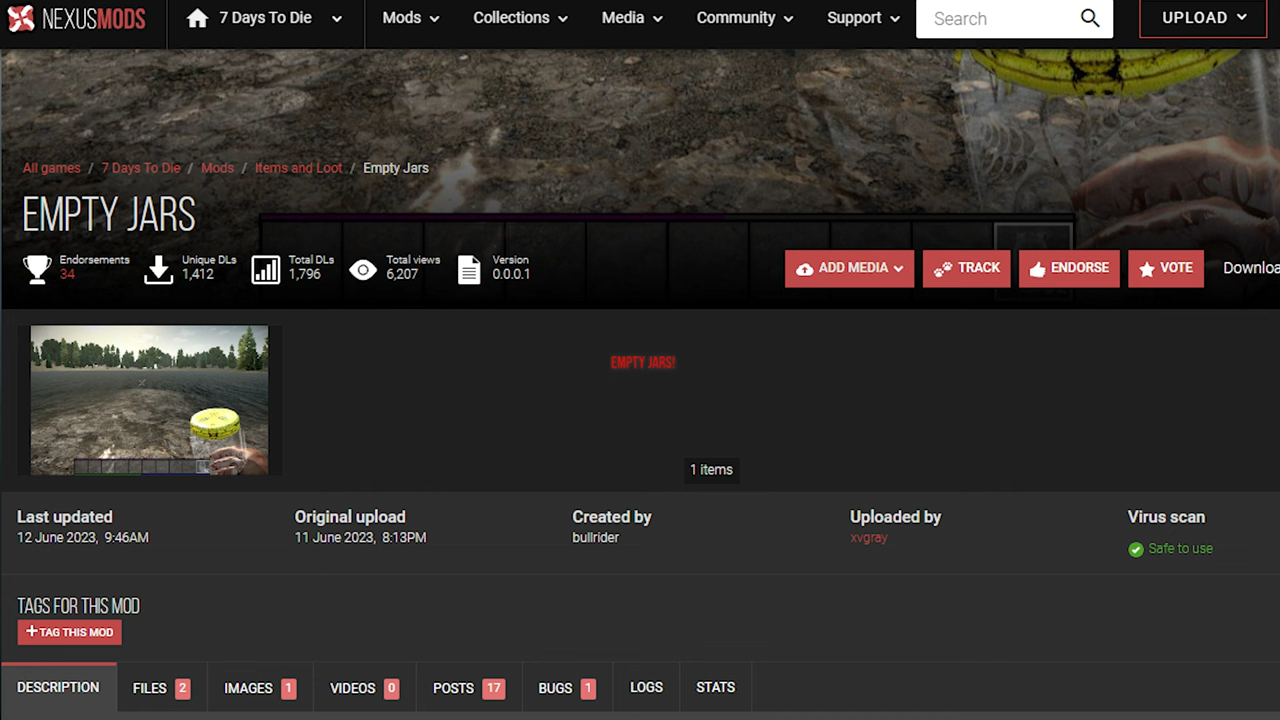 NEXUSMODS
7 Days To Die
Mods
Collections
Media
Community
Support
Search
UPLOAD
All games / 7 Days To Die / Mods / Items and Loot / Empty Jars
EMPTY JARS
Endorsements
34
Unique DLs
1,412
Total DLs
1,796
Total views
6,207
Version
0.0.0.1
ADD MEDIA
TRACK
ENDORSE
VOTE
Downloa
EMPTY JARS!
1 items
Last updated
12 June 2023, 9:46AM
Original upload
11 June 2023, 8:13PM
Created by
bullrider
Uploaded by
xvgray
Virus scan
Safe to use
TAGS FOR THIS MOD
+TAG THIS MOD
DESCRIPTION
FILES 2
IMAGES 1
VIDEOS 0
POSTS 17
BUGS 1
LOGS
STATS